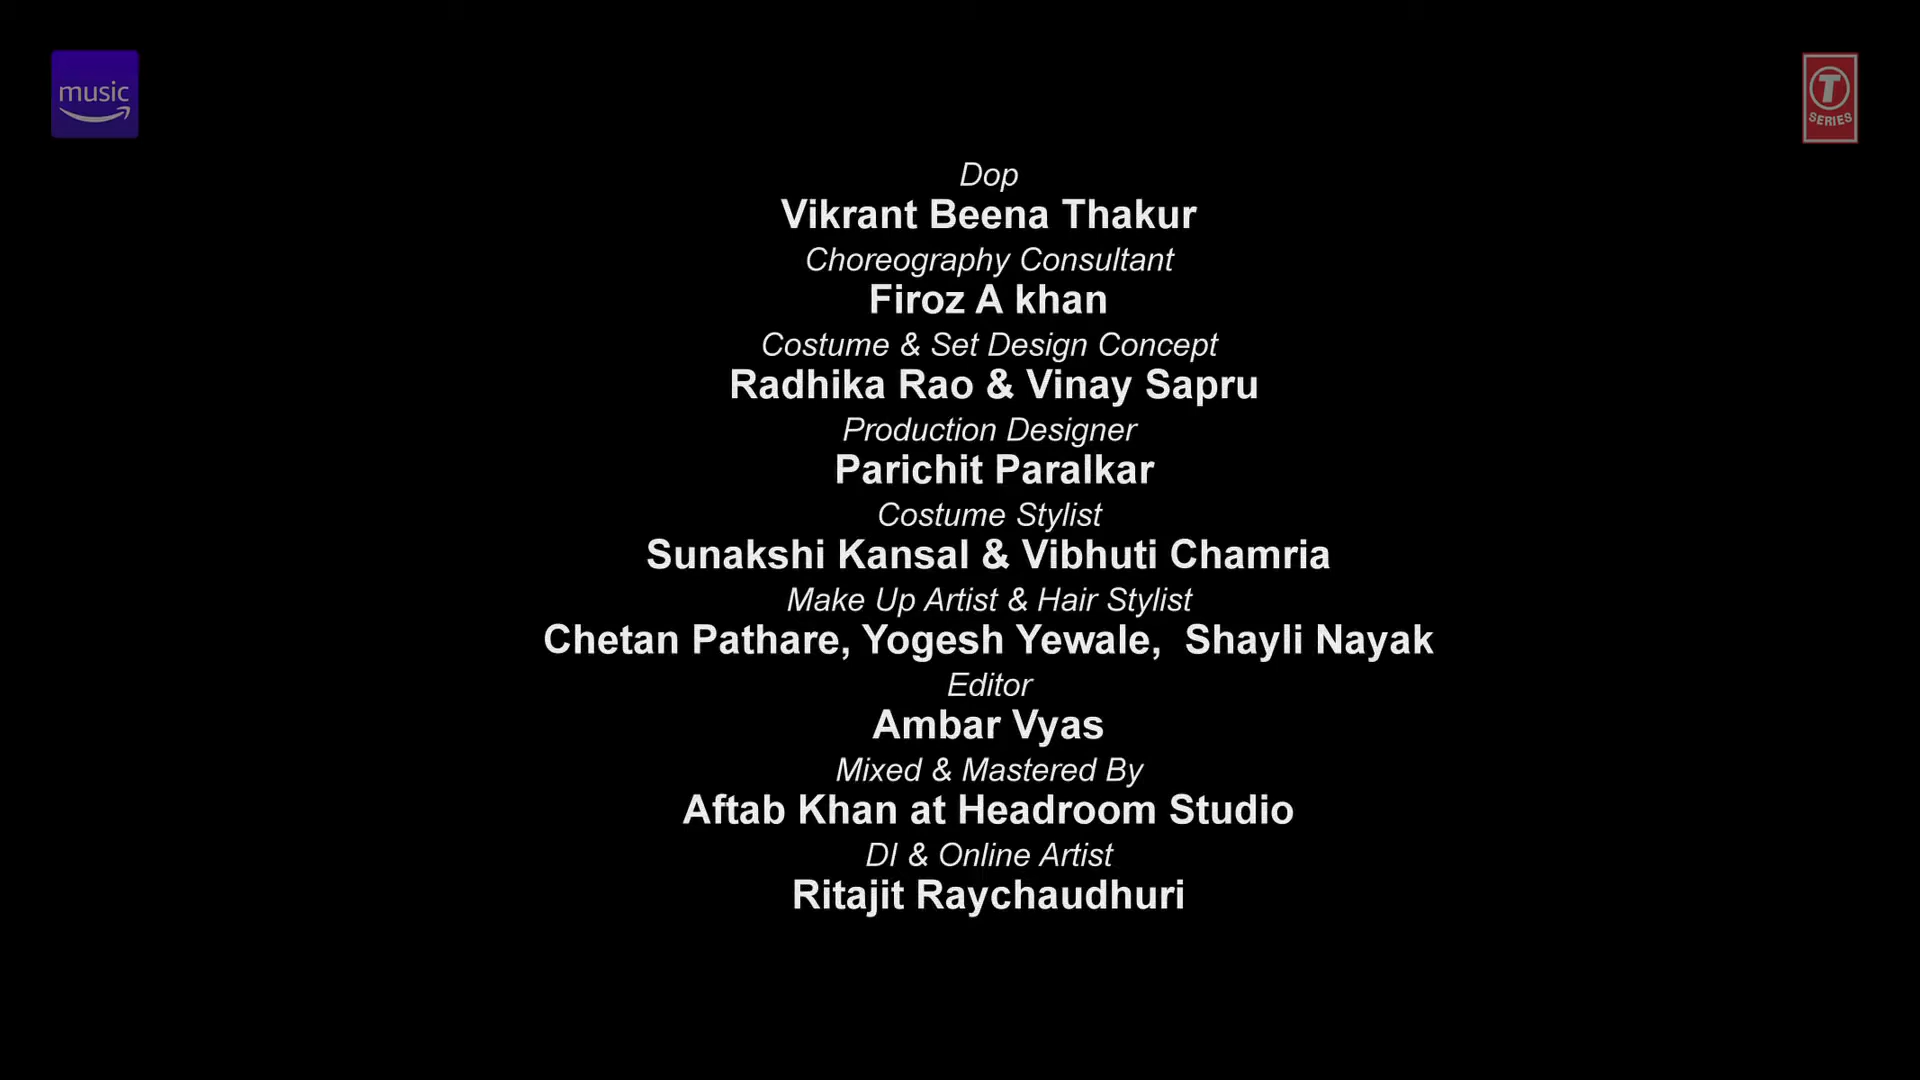 music
T
SERIES
Dop
Vikrant Beena Thakur
Choreography Consultant
Firoz A khan
Costume & Set Design Concept
Radhika Rao & Vinay Sapru
Production Designer
Parichit Paralkar
Costume Stylist
Sunakshi Kansal & Vibhuti Chamria
Make Up Artist & Hair Stylist
Chetan Pathare, Yogesh Yewale,  Shayli Nayak
Editor
Ambar Vyas
Mixed & Mastered By
Aftab Khan at Headroom Studio
DI & Online Artist
Ritajit Raychaudhuri